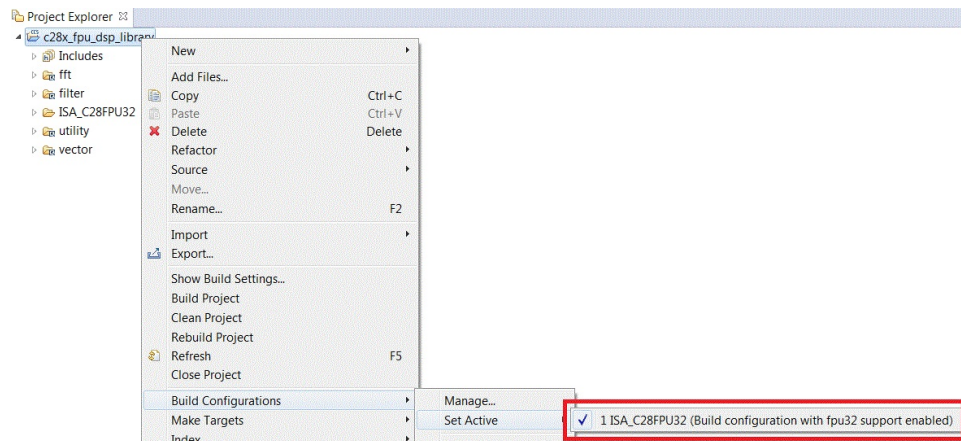 Project Explorer
c28x_fpu_dsp_library
Includes
fft
filter
ISA_C28FPU32
utility
vector
New
Add Files...
Copy Ctrl+C
Paste Ctrl+V
Delete Delete
Refactor
Source
Move...
Rename... F2
Import
Export...
Show Build Settings...
Build Project
Clean Project
Rebuild Project
Refresh F5
Close Project
Build Configurations
Make Targets
Index
Manage...
Set Active
1 ISA_C28FPU32 (Build configuration with fpu32 support enabled)